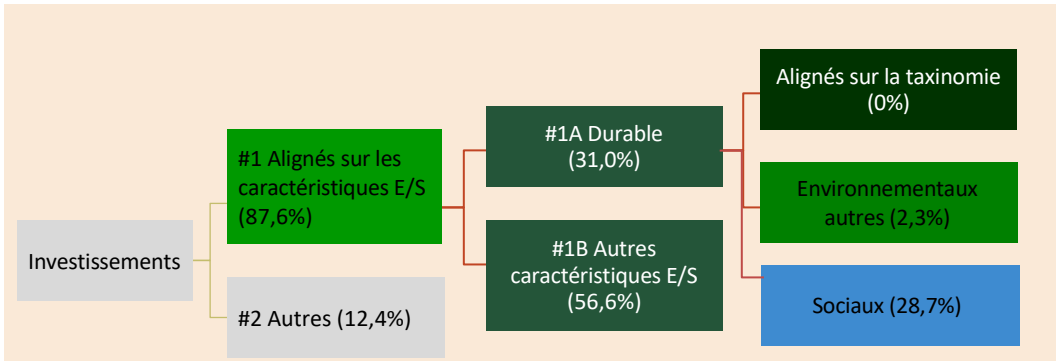 Investissements
#1 Alignés sur les
caractéristiques E/S
(87,6%)
#2 Autres (12,4%)
#1A Durable
(31,0%)
#1B Autres
caractéristiques E/S
(56,6%)
Alignés sur la taxinomie
(0%)
Environnementaux
autres (2,3%)
Sociaux (28,7%)